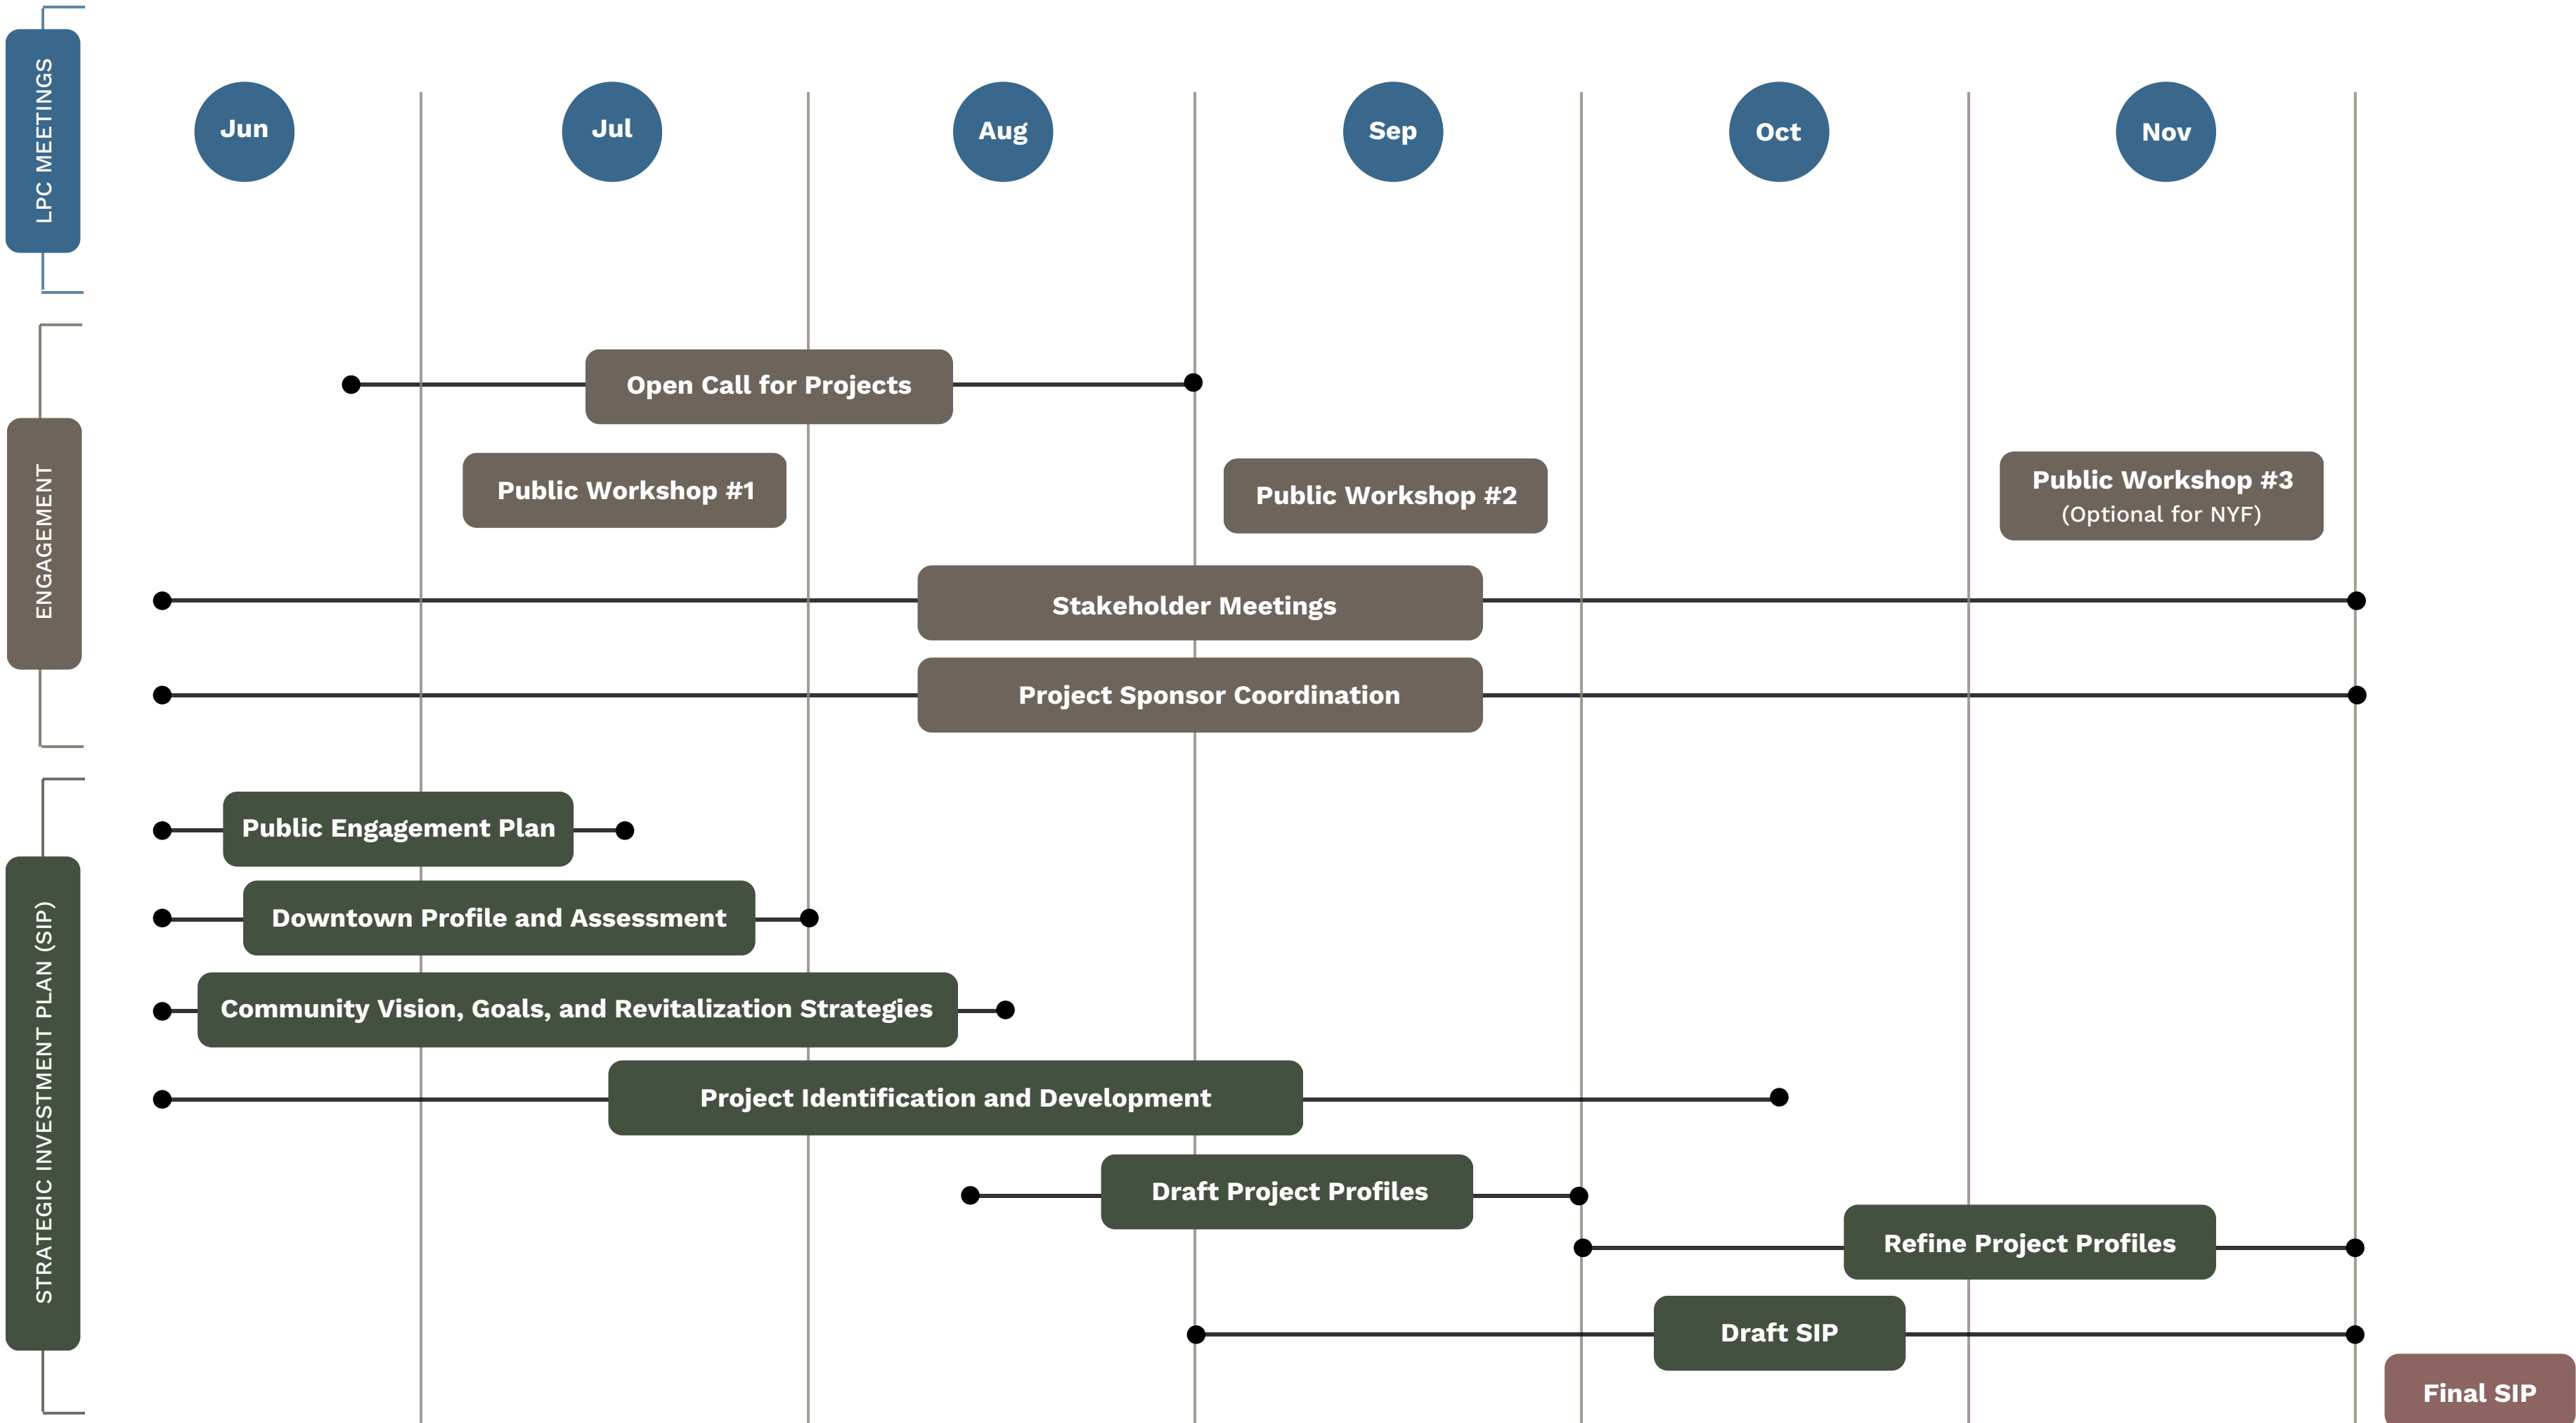 LPC MEETINGS
Jun
Jul
Aug
Sep
Oct
Nov
ENGAGEMENT
Open Call for Projects
Public Workshop #1
Public Workshop #2
Public Workshop #3
(Optional for NYF)
Stakeholder Meetings
Project Sponsor Coordination
STRATEGIC INVESTMENT PLAN (SIP)
Public Engagement Plan
Downtown Profile and Assessment
Community Vision, Goals, and Revitalization Strategies
Project Identification and Development
Draft Project Profiles
Refine Project Profiles
Draft SIP
Final SIP